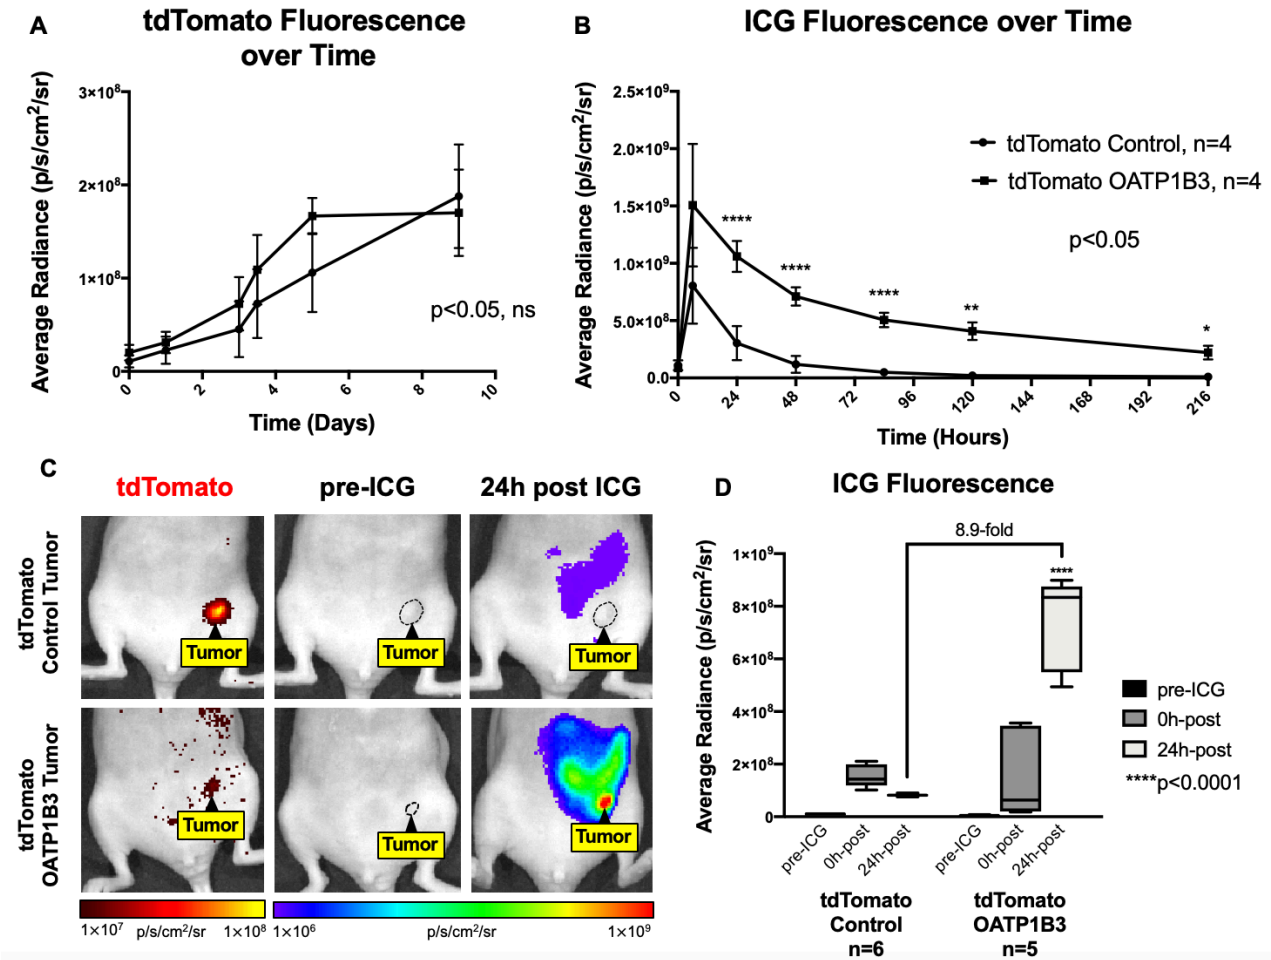 A
tdTomato Fluorescence
over Time
Average Radiance (p/s/cm²/sr)
3×10⁸
2×10⁸
1×10⁸
0
0
2
4
6
8
10
p<0.05, ns
Time (Days)
B
ICG Fluorescence over Time
Average Radiance (p/s/cm²/sr)
2.5×10⁹
2.0×10⁹
1.5×10⁹
1.0×10⁹
5.0×10⁸
0.0
tdTomato Control, n=4
tdTomato OATP1B3, n=4
p<0.05
****
****
****
**
*
0
24
48
72
96
120
144
168
192
216
Time (Hours)
C
tdTomato
pre-ICG
24h post ICG
tdTomato
Control Tumor
Tumor
Tumor
Tumor
tdTomato
OATP1B3 Tumor
Tumor
Tumor
Tumor
1×10⁷
p/s/cm²/sr
1×10⁸
1×10⁶
p/s/cm²/sr
1×10⁹
D
ICG Fluorescence
Average Radiance (p/s/cm²/sr)
1×10⁹
8×10⁸
6×10⁸
4×10⁸
2×10⁸
0
8.9-fold
****
pre-ICG
0h-post
24h-post
****p<0.0001
pre-ICG
0h-post
24h-post
pre-ICG
0h-post
24h-post
tdTomato
Control
n=6
tdTomato
OATP1B3
n=5